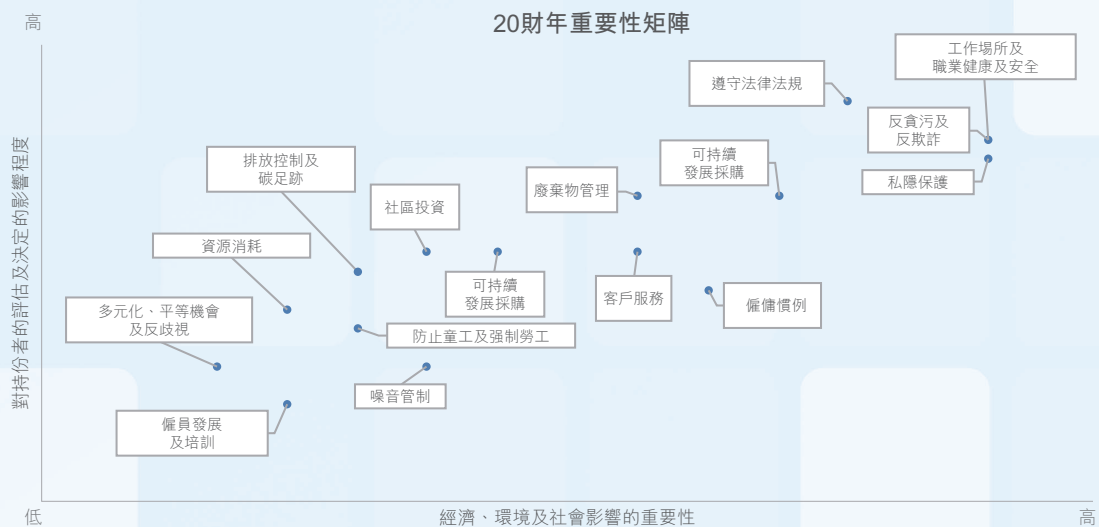 高
20財年重要性矩陣
工作場所及
職業健康及安全
遵守法律法規
反貪污及
反欺詐
可持續
發展採購
排放控制及
碳足跡
廢棄物管理
私隱保護
社區投資
資源消耗
可持續
發展採購
客戶服務
僱傭慣例
多元化、平等機會
及反歧視
防止童工及强制勞工
噪音管制
僱員發展
及培訓
對持份者的評估及決定的影響程度
低
經濟、環境及社會影響的重要性
高